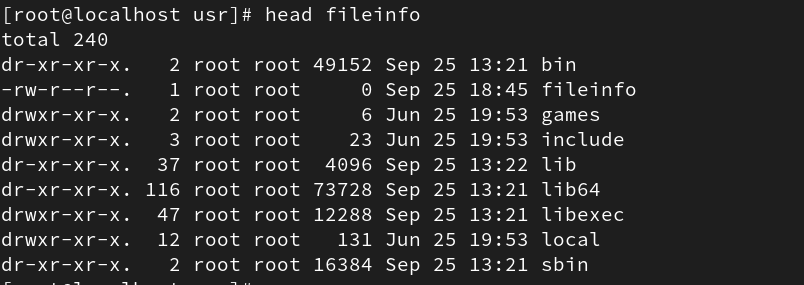 [root@localhost usr]# head fileinfo
total 240
dr-xr-xr-x.   2 root root 49152 Sep 25 13:21 bin
-rw-r--r--.   1 root root     0 Sep 25 18:45 fileinfo
drwxr-xr-x.   2 root root     6 Jun 25 19:53 games
drwxr-xr-x.   3 root root    23 Jun 25 19:53 include
dr-xr-xr-x.  37 root root  4096 Sep 25 13:22 lib
dr-xr-xr-x. 116 root root 73728 Sep 25 13:21 lib64
drwxr-xr-x.  47 root root 12288 Sep 25 13:21 libexec
drwxr-xr-x.  12 root root   131 Jun 25 19:53 local
dr-xr-xr-x.   2 root root 16384 Sep 25 13:21 sbin